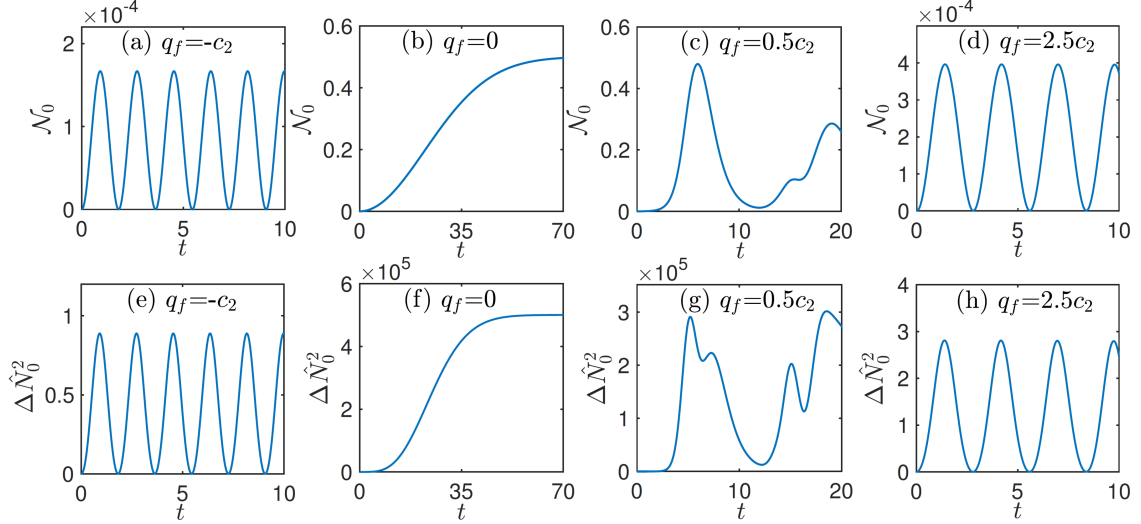 ×10⁻⁴
(a) q_f=-c₂
𝒩₀
2
1
0
0 5 10
t
(b) q_f=0
𝒩₀
0.6
0.4
0.2
0
0 35 70
t
(c) q_f=0.5c₂
𝒩₀
0.6
0.4
0.2
0
0 10 20
t
×10⁻⁴
(d) q_f=2.5c₂
𝒩₀
4
3
2
1
0
0 5 10
t
(e) q_f=-c₂
ΔN̂₀²
1
0.5
0
0 5 10
t
×10⁵
(f) q_f=0
ΔN̂₀²
6
4
2
0
0 35 70
t
×10⁵
(g) q_f=0.5c₂
ΔN̂₀²
3
2
1
0
0 10 20
t
(h) q_f=2.5c₂
ΔN̂₀²
4
3
2
1
0
0 5 10
t